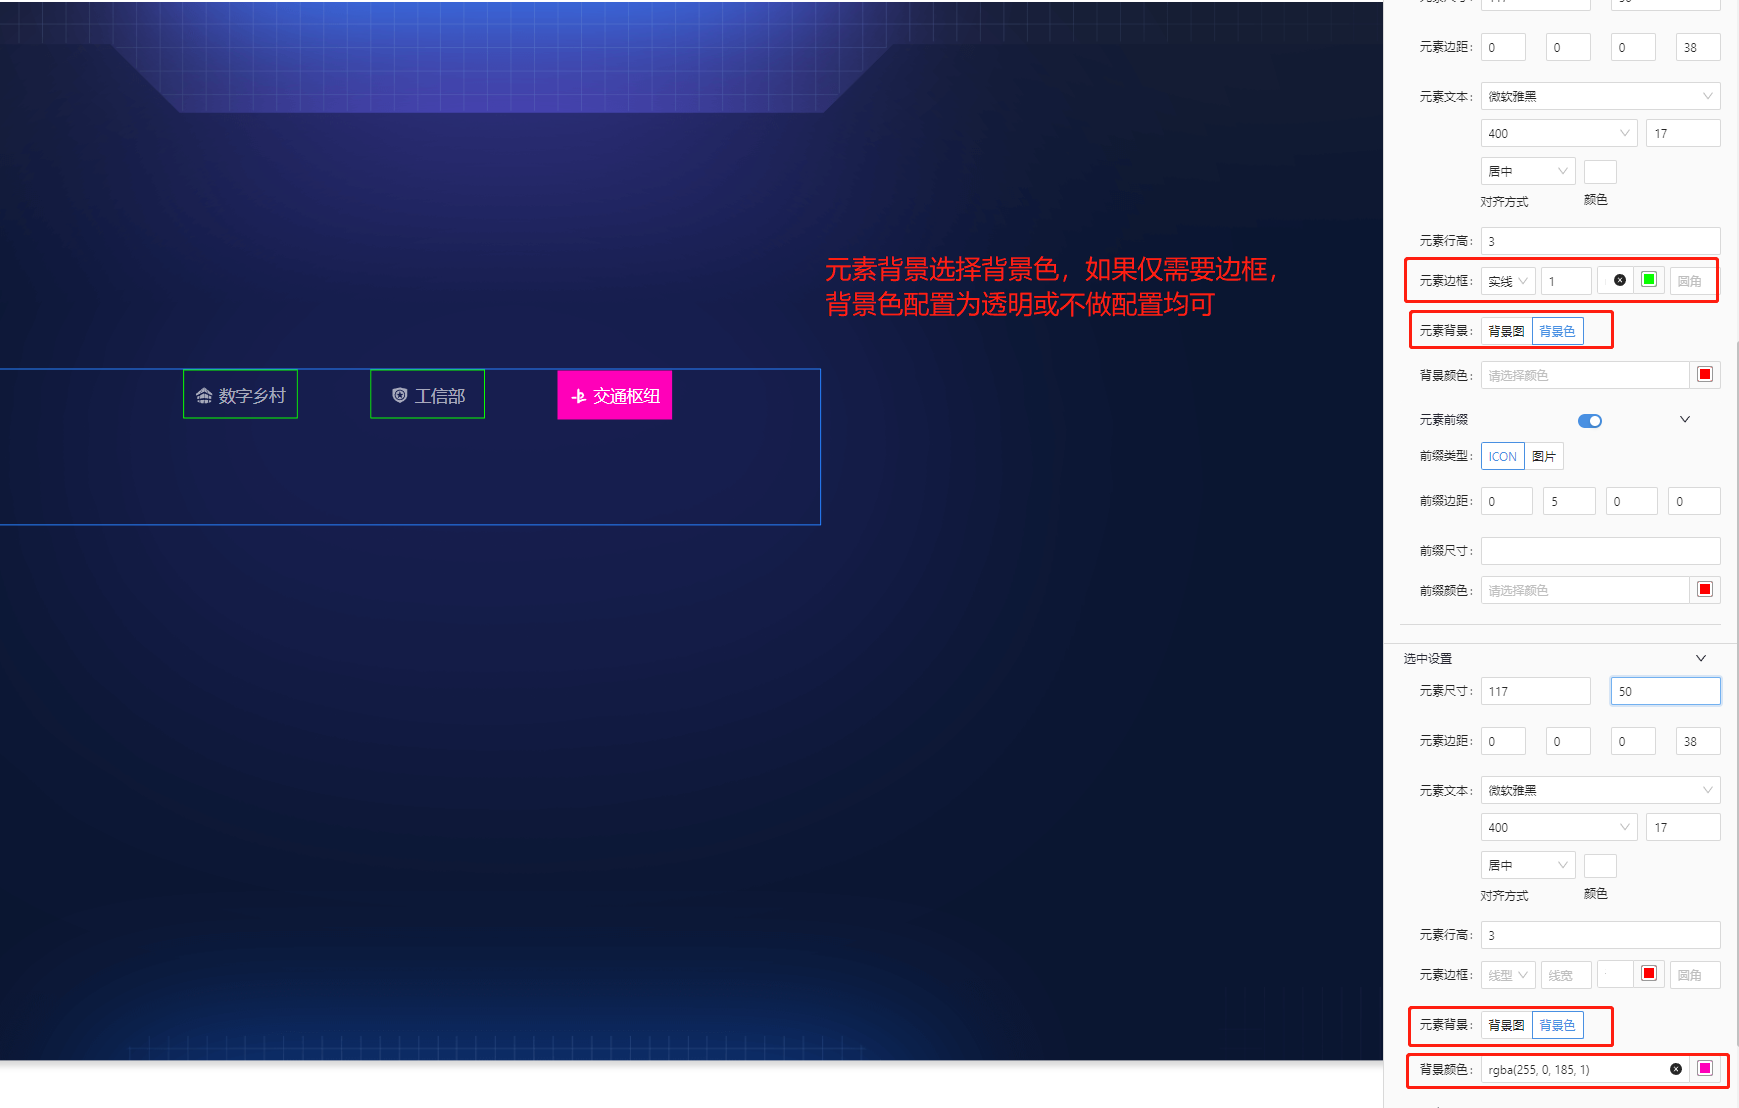 元素背景选择背景色，如果仅需要边框，
背景色配置为透明或不做配置均可
数字乡村 工信部 交通枢纽
元素边距: 0 0 0 38
元素文本: 微软雅黑
400 17
居中
对齐方式 颜色
元素行高: 3
元素边框: 实线 1 圆角
元素背景: 背景图 背景色
背景颜色: 请选择颜色
元素前缀
前缀类型: ICON 图片
前缀边距: 0 5 0 0
前缀尺寸:
前缀颜色: 请选择颜色
选中设置
元素尺寸: 117 50
元素边距: 0 0 0 38
元素文本: 微软雅黑
400 17
居中
对齐方式 颜色
元素行高: 3
元素边框: 线型 线宽 圆角
元素背景: 背景图 背景色
背景颜色: rgba(255, 0, 185, 1)